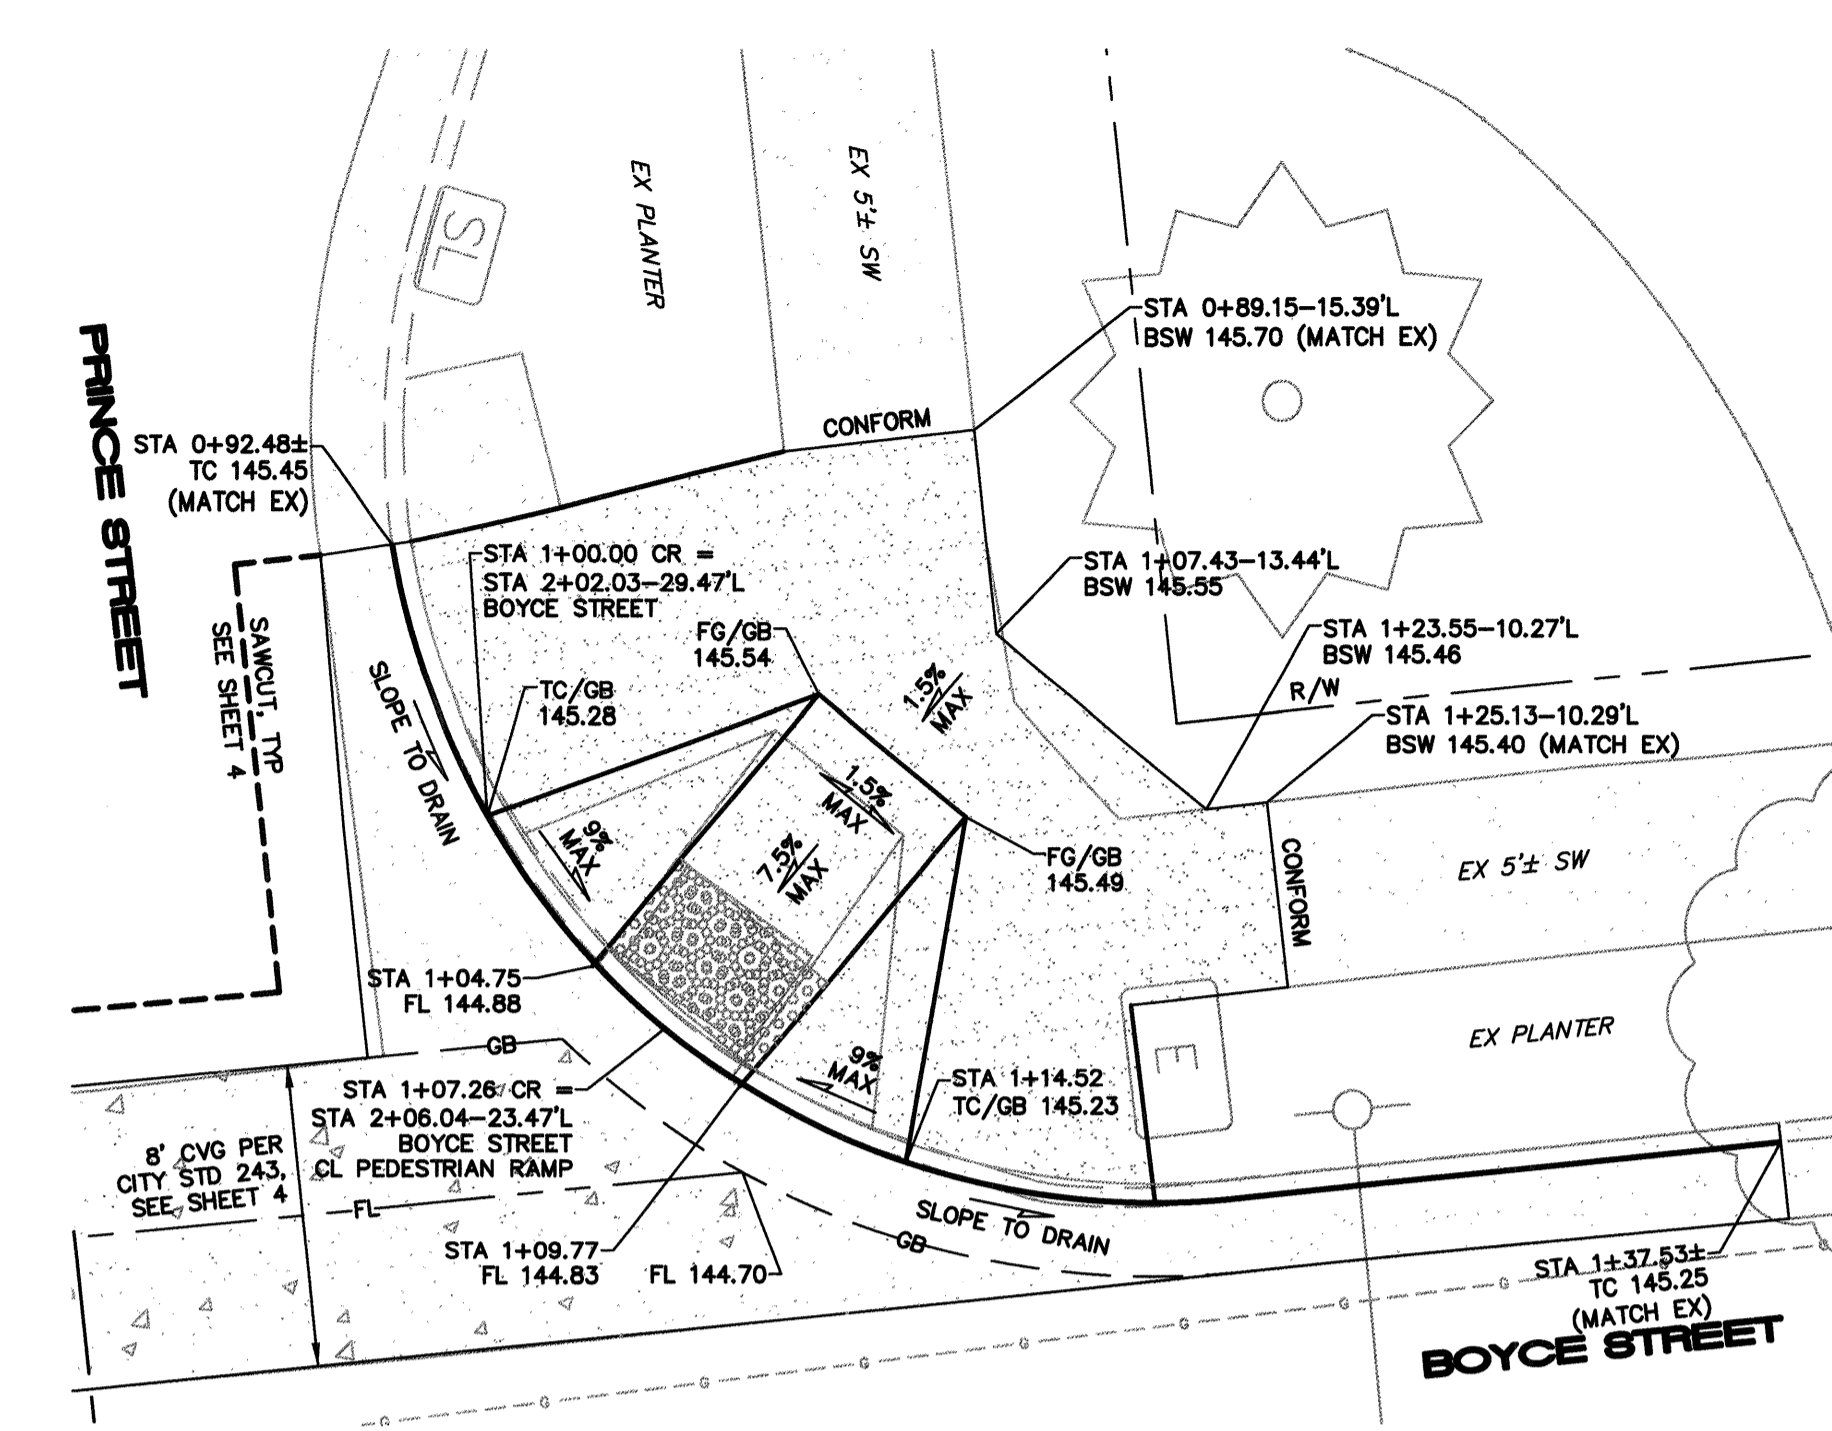 SL
EX PLANTER
EX 5'± SW
STA 0+89.15-15.39'L
BSW 145.70 (MATCH EX)
PRINCE STREET
CONFORM
STA 0+92.48±
TC 145.45
(MATCH EX)
STA 1+00.00 CR =
STA 2+02.03-29.47'L
BOYCE STREET
STA 1+07.43-13.44'L
BSW 145.55
SAWCUT, TYP
SEE SHEET 4
FG/GB
145.54
STA 1+23.55-10.27'L
BSW 145.46
R/W
1.5%
MAX
SLOPE TO DRAIN
TC/GB
145.28
STA 1+25.13-10.29'L
BSW 145.40 (MATCH EX)
1.5%
MAX
9%
MAX
7.5%
MAX
FG/GB
145.49
CONFORM
EX 5'± SW
STA 1+04.75
FL 144.88
EX PLANTER
GB
E
9%
MAX
STA 1+07.26 CR =
STA 2+06.04-23.47'L
BOYCE STREET
CL PEDESTRIAN RAMP
STA 1+14.52
TC/GB 145.23
8' CVG PER
CITY STD 243,
SEE SHEET 4
FL
SLOPE TO DRAIN
GB
STA 1+09.77
FL 144.83
FL 144.70
STA 1+37.53±
TC 145.25
(MATCH EX)
BOYCE STREET
G
G
G
G
G
G
G
G
G